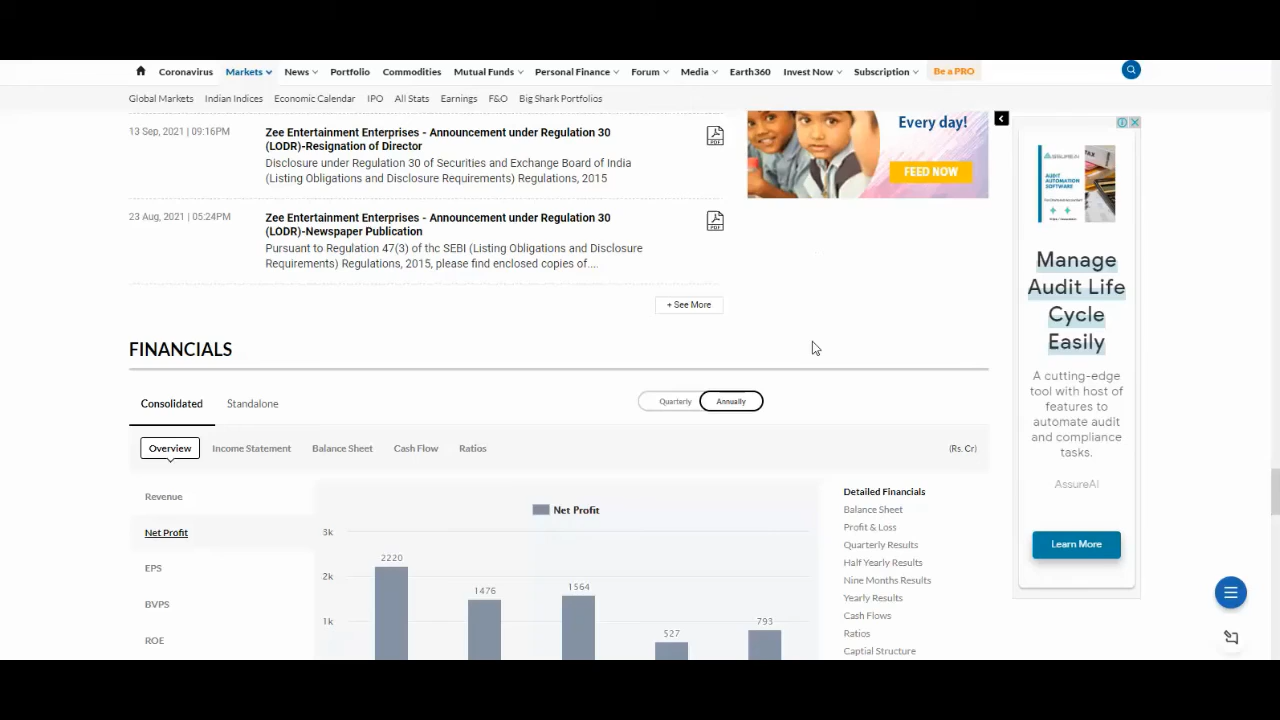 Coronavirus Markets News Portfolio Commodities Mutual Funds Personal Finance Forum Media Earth360 Invest Now Subscription Be a PRO
Global Markets Indian Indices Economic Calendar IPO All Stats Earnings F&O Big Shark Portfolios
13 Sep, 2021 | 09:16PM
Zee Entertainment Enterprises - Announcement under Regulation 30
(LODR)-Resignation of Director
Disclosure under Regulation 30 of Securities and Exchange Board of India
(Listing Obligations and Disclosure Requirements) Regulations, 2015
PDF
23 Aug, 2021 | 05:24PM
Zee Entertainment Enterprises - Announcement under Regulation 30
(LODR)-Newspaper Publication
Pursuant to Regulation 47(3) of the SEBI (Listing Obligations and Disclosure
Requirements) Regulations, 2015, please find enclosed copies of....
PDF
+ See More
Every day!
FEED NOW
FINANCIALS
Consolidated Standalone
Quarterly Annually
Overview Income Statement Balance Sheet Cash Flow Ratios (Rs. Cr)
Revenue
Net Profit
EPS
BVPS
ROE
Net Profit
3k
2k
1k
2220
1476
1564
527
793
Detailed Financials
Balance Sheet
Profit & Loss
Quarterly Results
Half Yearly Results
Nine Months Results
Yearly Results
Cash Flows
Ratios
Captial Structure
ASSUREAI
AUDIT
AUTOMATION
SOFTWARE
Manage
Audit Life
Cycle
Easily
A cutting-edge
tool with host of
features to
automate audit
and compliance
tasks.
AssureAI
Learn More